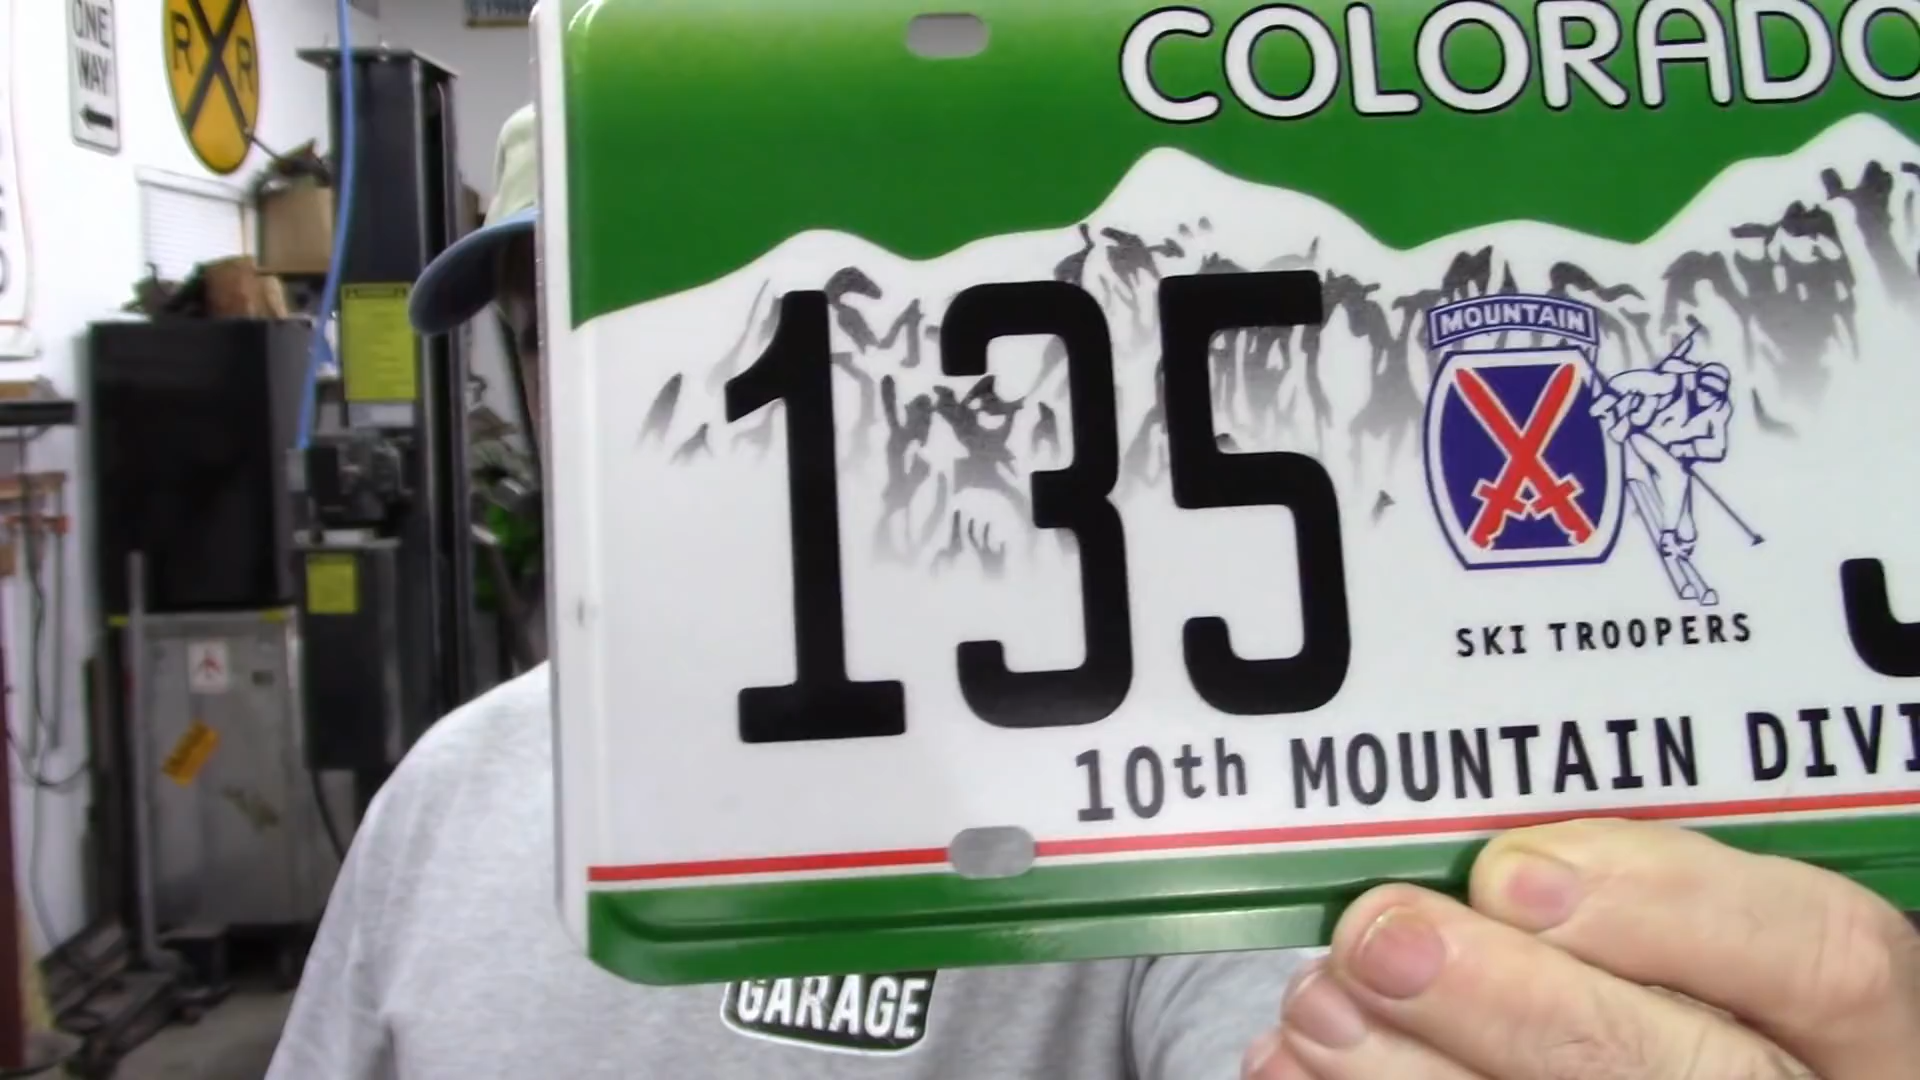 ONE
WAY
R R
COLORADO
135
MOUNTAIN
SKI TROOPERS
10th MOUNTAIN DIVI
GARAGE